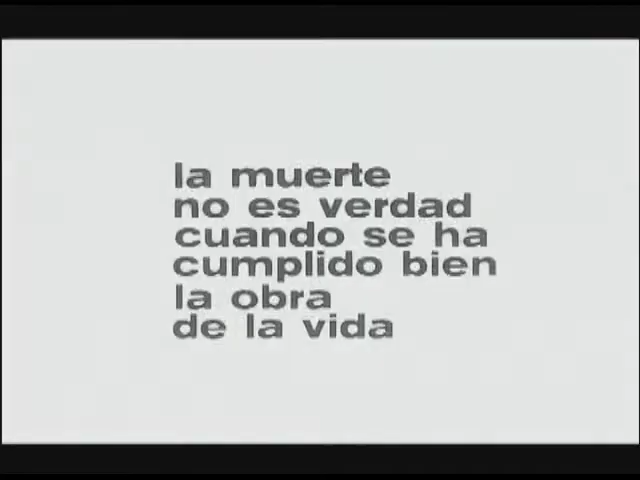 la muerte
no es verdad
cuando se ha
cumplido bien
la obra
de la vida